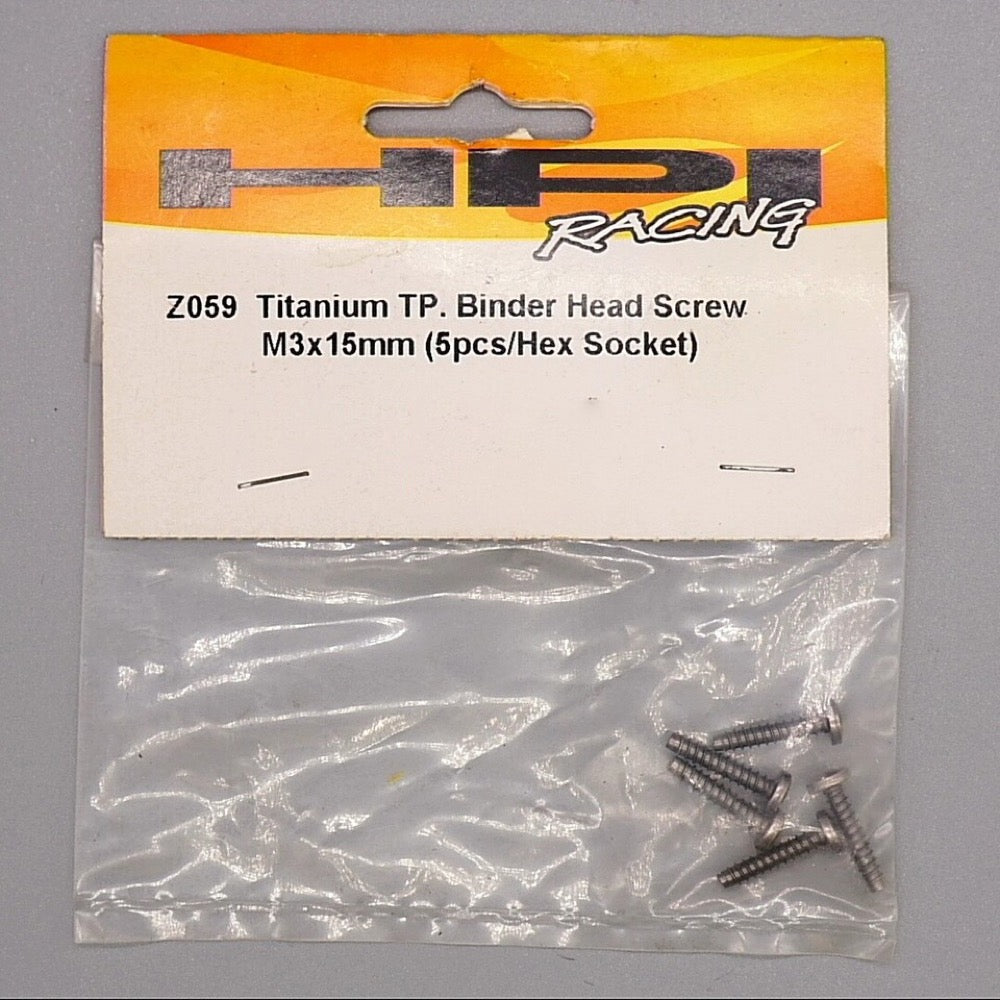 HPI
RACING
Z059 Titanium TP. Binder Head Screw
M3x15mm (5pcs/Hex Socket)